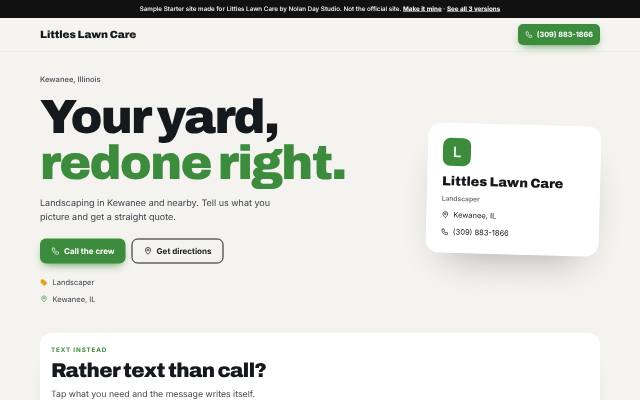 Sample Starter site made for Littles Lawn Care by Nolan Day Studio. Not the official site. Make it mine · See all 3 versions
Littles Lawn Care
(309) 883-1866
Kewanee, Illinois
Your yard,
redone right.
Landscaping in Kewanee and nearby. Tell us what you
picture and get a straight quote.
Call the crew
Get directions
Landscaper
Kewanee, IL
L
Littles Lawn Care
Landscaper
Kewanee, IL
(309) 883-1866
TEXT INSTEAD
Rather text than call?
Tap what you need and the message writes itself.